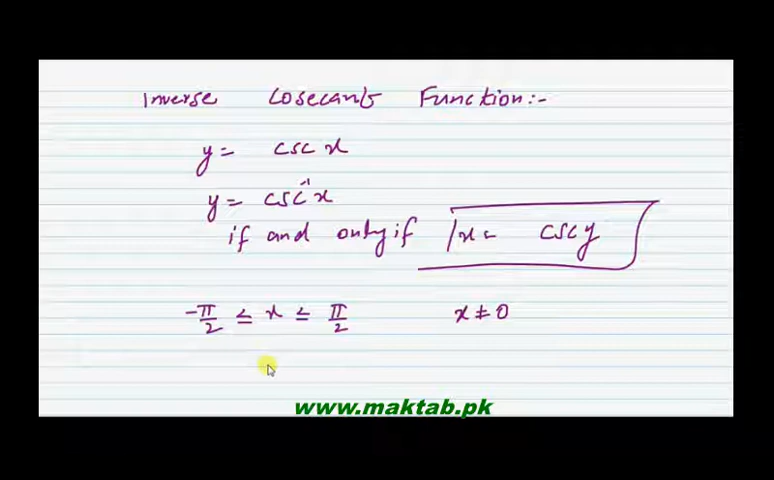 Inverse Cosecant Function:-
y = csc x
y = csc⁻¹x
if and only if x = csc y
-π/2 ≤ x ≤ π/2 x ≠ 0
www.maktab.pk